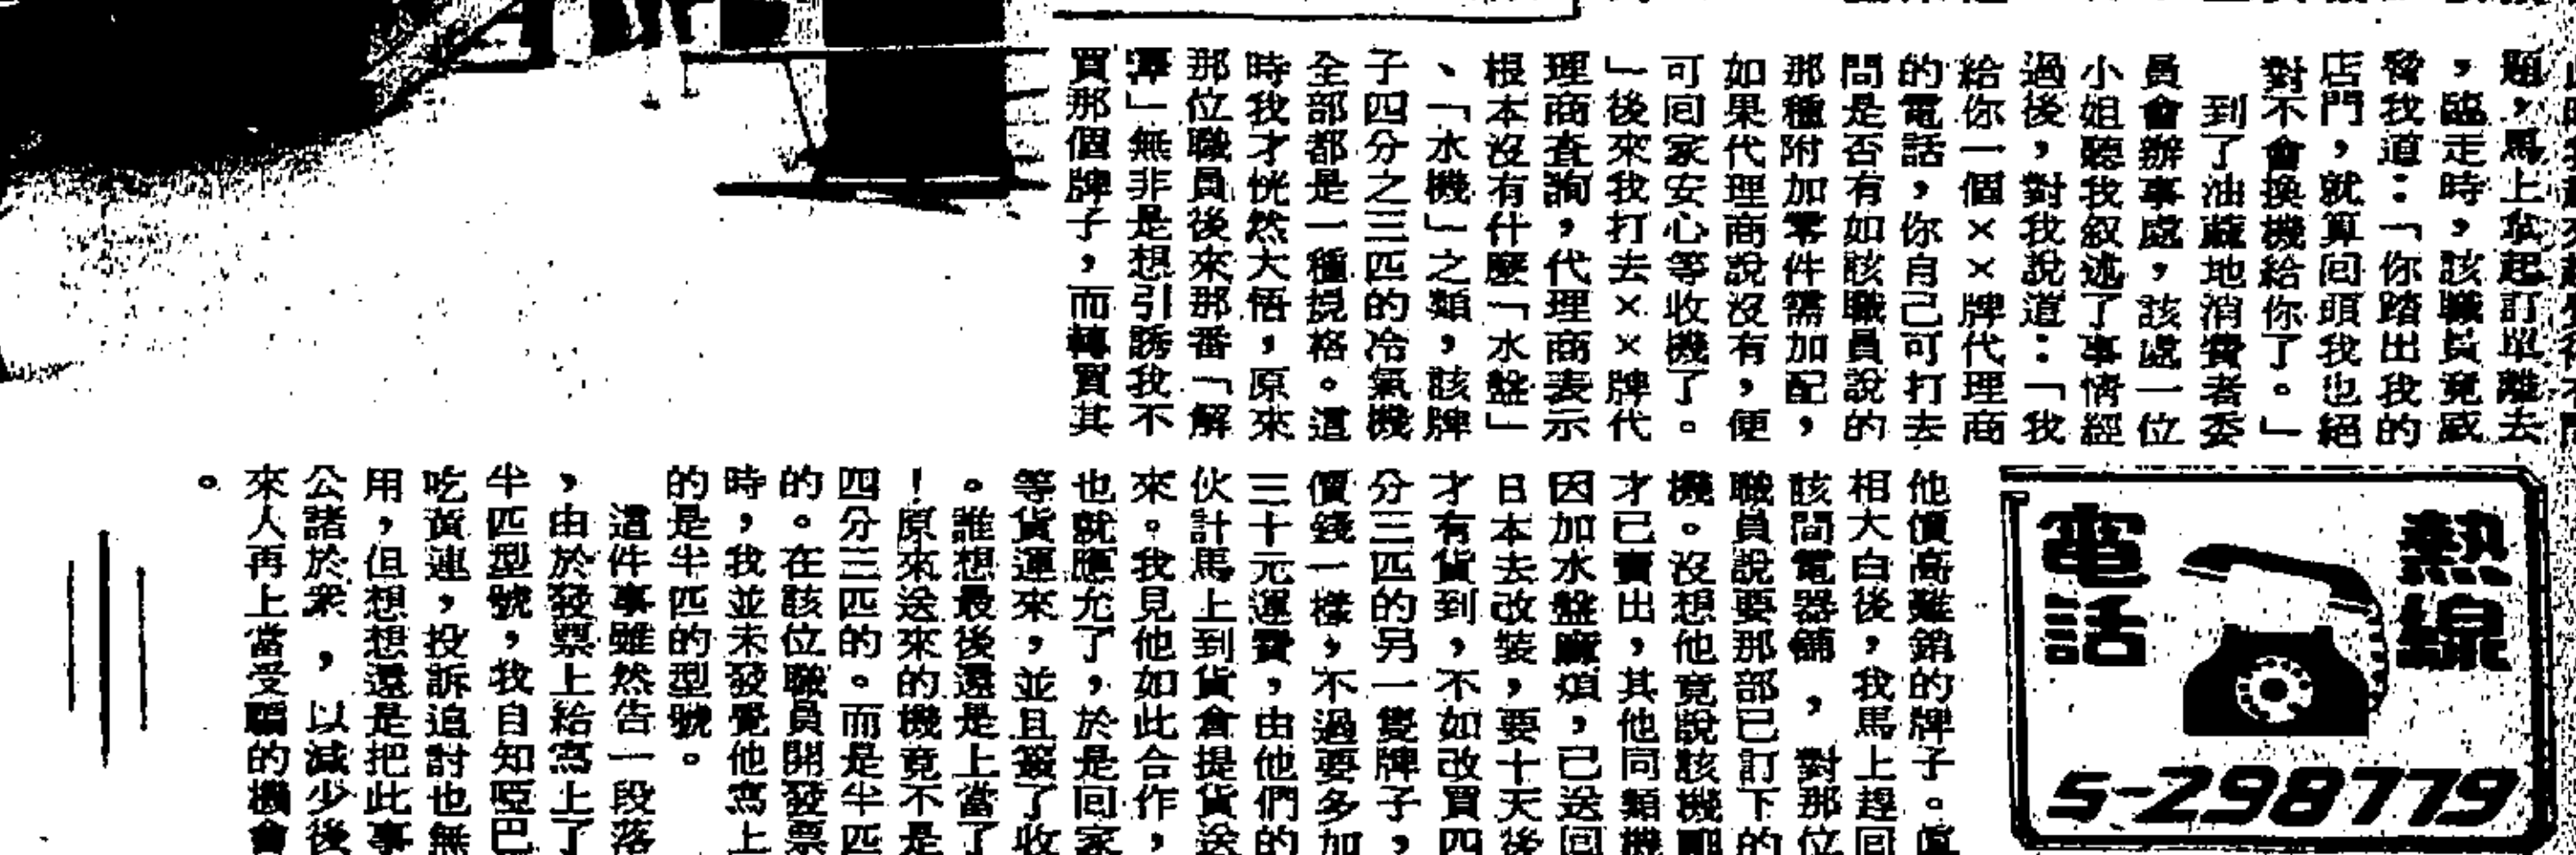 題，馬上拿起訂單離去
，臨走時，該職員竟威
脅我道：「你踏出我的
店門，就算回頭我也絕
對不會換機給你了。」
到了油蔴地消費者委
員會辦事處，該處一位
小姐聽我叙述了事情經
過後，對我說道：「我
給你一個××牌代理商
的電話，你自己可打去
問是否有如該職員說的
那種附加零件需加配，
如果代理商說沒有，便
可回家安心等收機了。
」後來我打去××牌代
理商查詢，代理商表示
根本沒有什麼「水盤」
、「水機」之類，該牌
子四分之三匹的冷氣機
全部都是一種規格。這
時我才恍然大悟，原來
那位職員後來那番「解
釋」無非是想引誘我不
買那個牌子，而轉買其
他價高難銷的牌子。眞
相大白後，我馬上趕回
該間電器舖，對那位
職員說要那部已訂下的
機。沒想他竟說該機剛
才已賣出，其他同類機
因加水盤麻煩，已送回
日本去改裝，要十天後
才有貨到，不如改買四
分三匹的另一隻牌子，
價錢一樣，不過要多加
三十元運費，由他們的
伙計馬上到貨倉提貨送
來。我見他如此合作，
也就應允了，於是回家
等貨運來，並且簽了收
。誰想最後還是上當了
！原來送來的機竟不是
四分三匹的。而是半匹
的。在該位職員開發票
時，我並未發覺他寫上
的是半匹的型號。
這件事雖然告一段落
，由於發票上給寫上了
半匹型號，我自知啞巴
吃黃連，投訴追討也無
用，但想想還是把此事
公諸於衆，以減少後
來人再上當受騙的機會
。
熱線
電話
5-298779